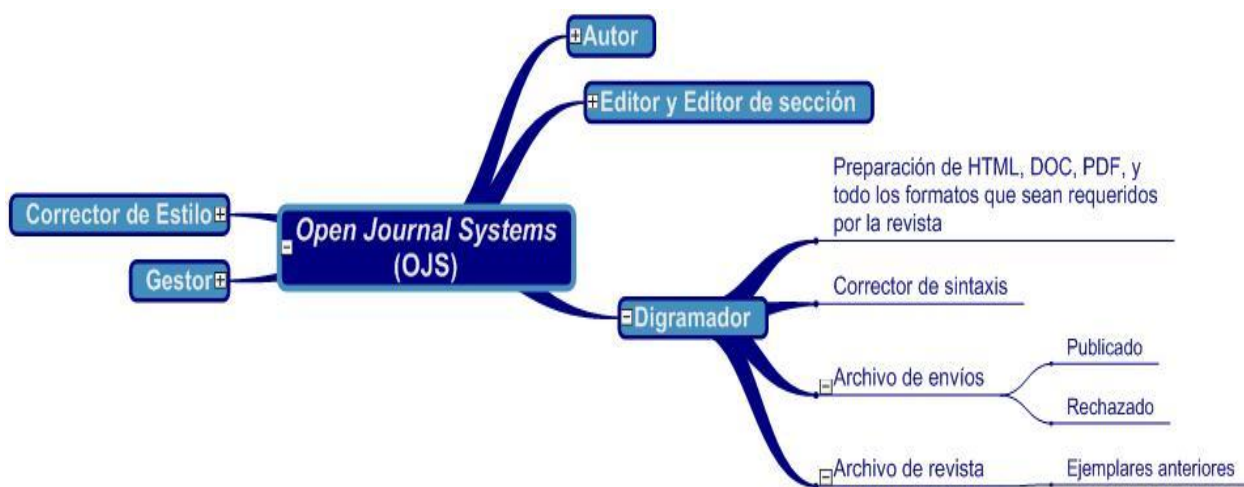 Autor
Editor y Editor de sección
Corrector de Estilo
Gestor
Open Journal Systems
(OJS)
Digramador
Preparación de HTML, DOC, PDF, y
todo los formatos que sean requeridos
por la revista
Corrector de sintaxis
Archivo de envíos
Publicado
Rechazado
Archivo de revista
Ejemplares anteriores